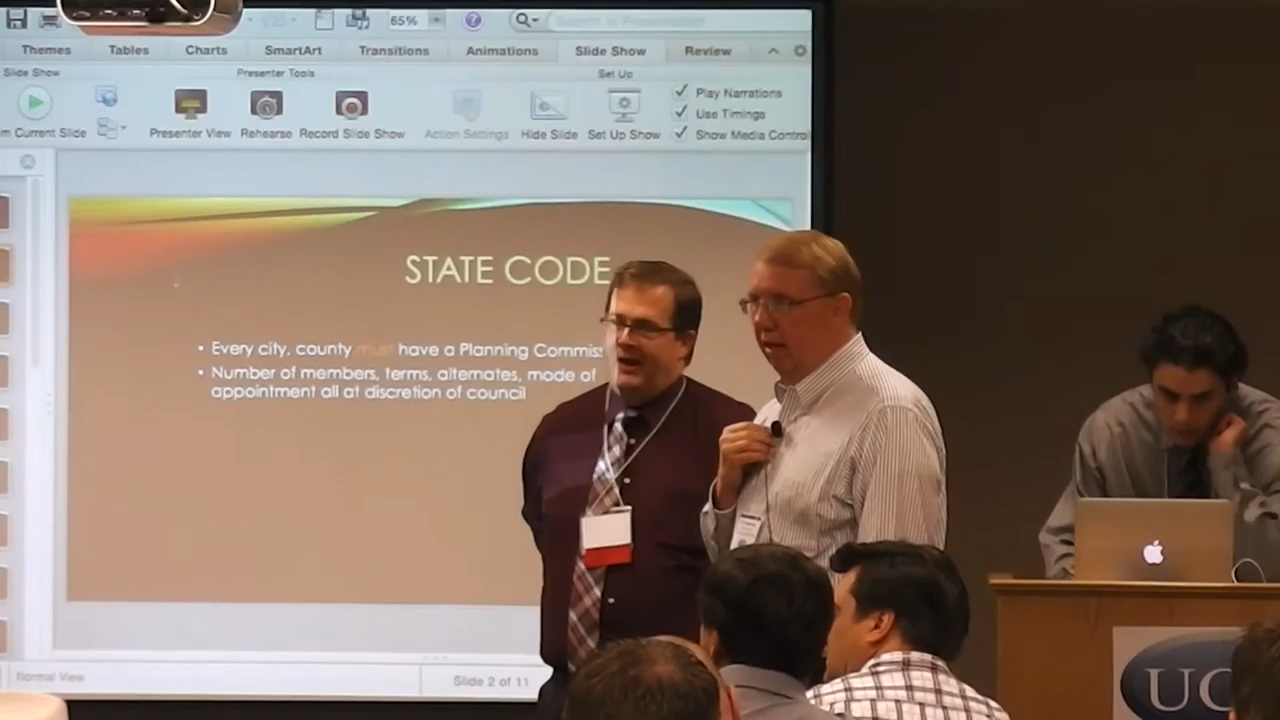 65%
Themes Tables Charts SmartArt Transitions Animations Slide Show Review
Slide Show Presenter Tools Set Up
m Current Slide Presenter View Rehearse Record Slide Show Action Settings Hide Slide Set Up Show
Play Narrations
Use Timings
Show Media Control
STATE CODE
• Every city, county must have a Planning Commis
• Number of members, terms, alternates, mode of
appointment all at discretion of council
Normal View Slide 2 of 11
UC